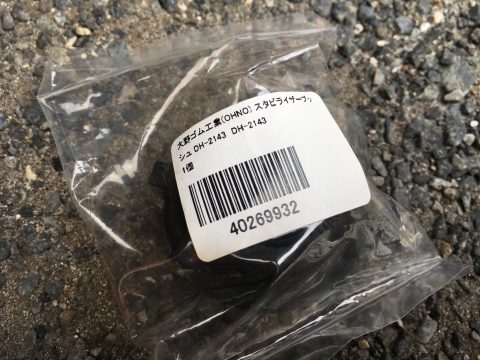 大野ゴム工業(OHNO) スタビライザーブッ
シュ DH-2143 DH-2143
1個
40269932